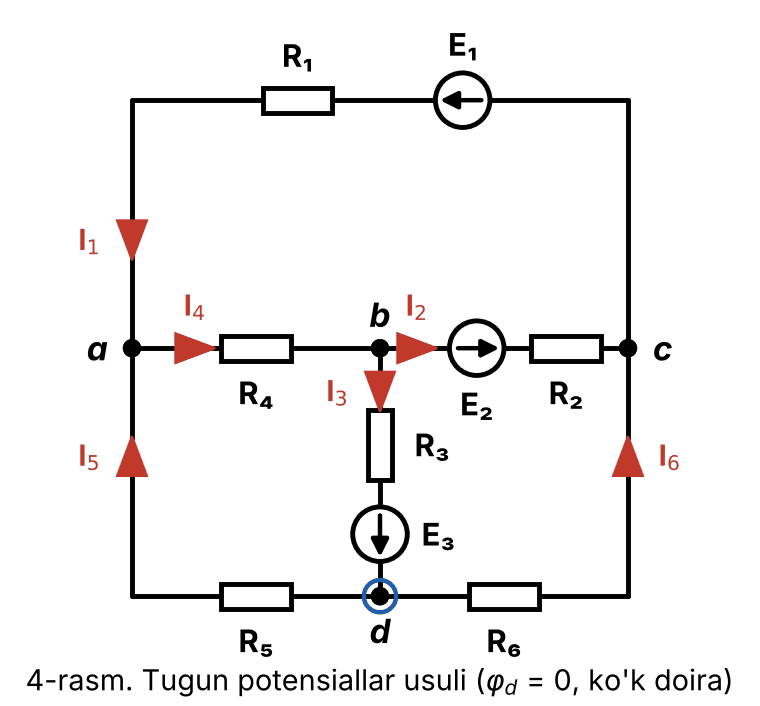 E₁
R₁
I₁
I₄
b
I₂
a
c
R₄
E₂
R₂
I₃
R₃
I₅
I₆
E₃
R₅
d
R₆
4-rasm. Tugun potensiallar usuli (φ_d = 0, ko'k doira)